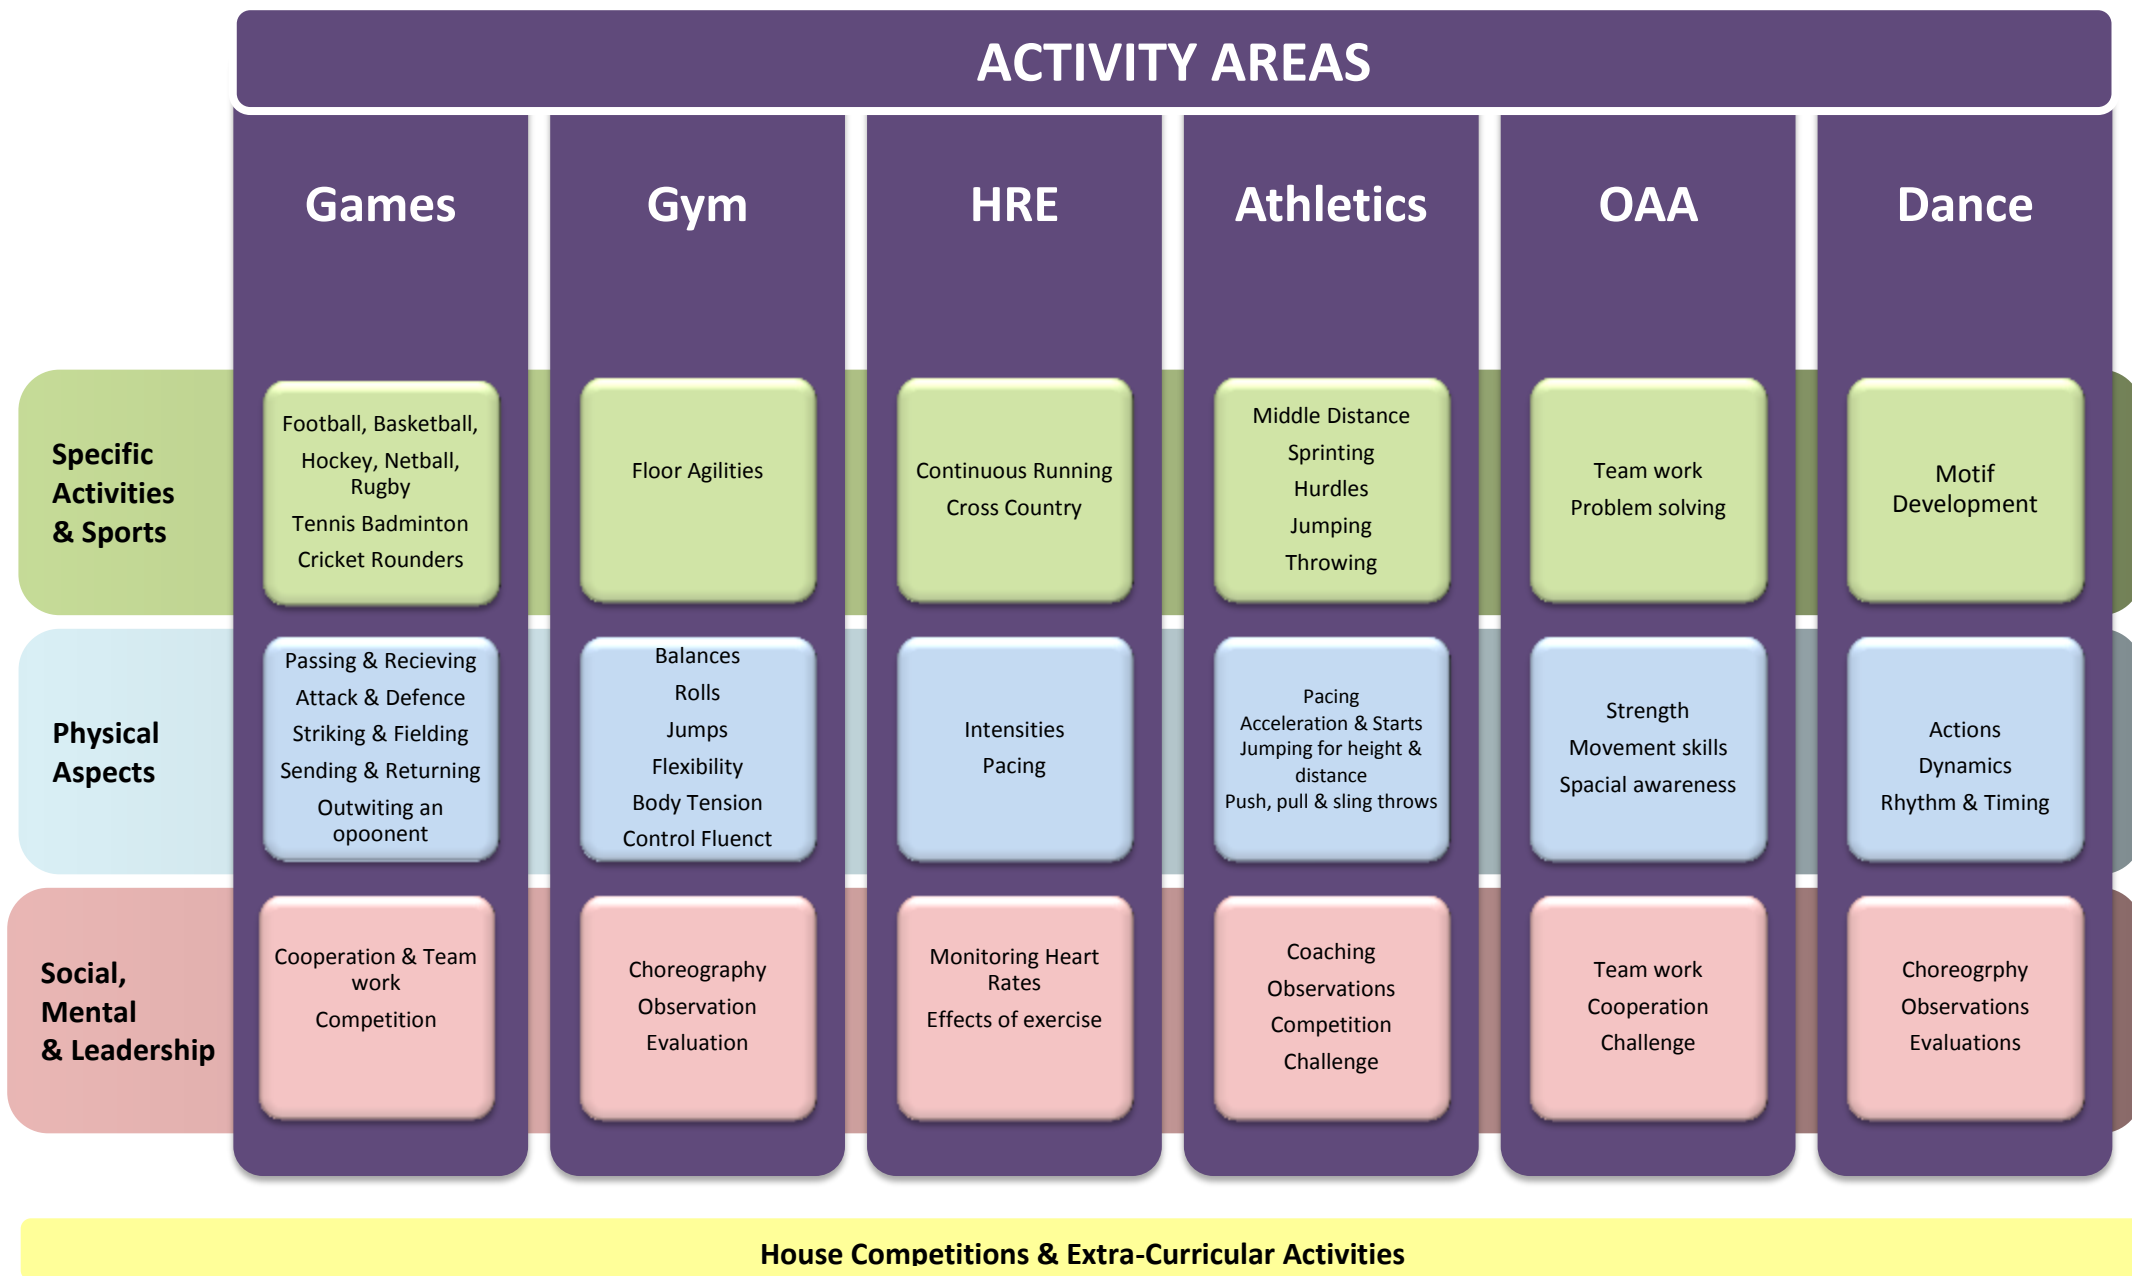 ACTIVITY AREAS
Games
Gym
HRE
Athletics
OAA
Dance
Specific
Activities
& Sports
Football, Basketball,
Hockey, Netball,
Rugby
Tennis Badminton
Cricket Rounders
Floor Agilities
Continuous Running
Cross Country
Middle Distance
Sprinting
Hurdles
Jumping
Throwing
Team work
Problem solving
Motif
Development
Physical
Aspects
Passing & Recieving
Attack & Defence
Striking & Fielding
Sending & Returning
Outwiting an
opoonent
Balances
Rolls
Jumps
Flexibility
Body Tension
Control Fluenct
Intensities
Pacing
Pacing
Acceleration & Starts
Jumping for height &
distance
Push, pull & sling throws
Strength
Movement skills
Spacial awareness
Actions
Dynamics
Rhythm & Timing
Social,
Mental
& Leadership
Cooperation & Team
work
Competition
Choreography
Observation
Evaluation
Monitoring Heart
Rates
Effects of exercise
Coaching
Observations
Competition
Challenge
Team work
Cooperation
Challenge
Choreogrphy
Observations
Evaluations
House Competitions & Extra-Curricular Activities